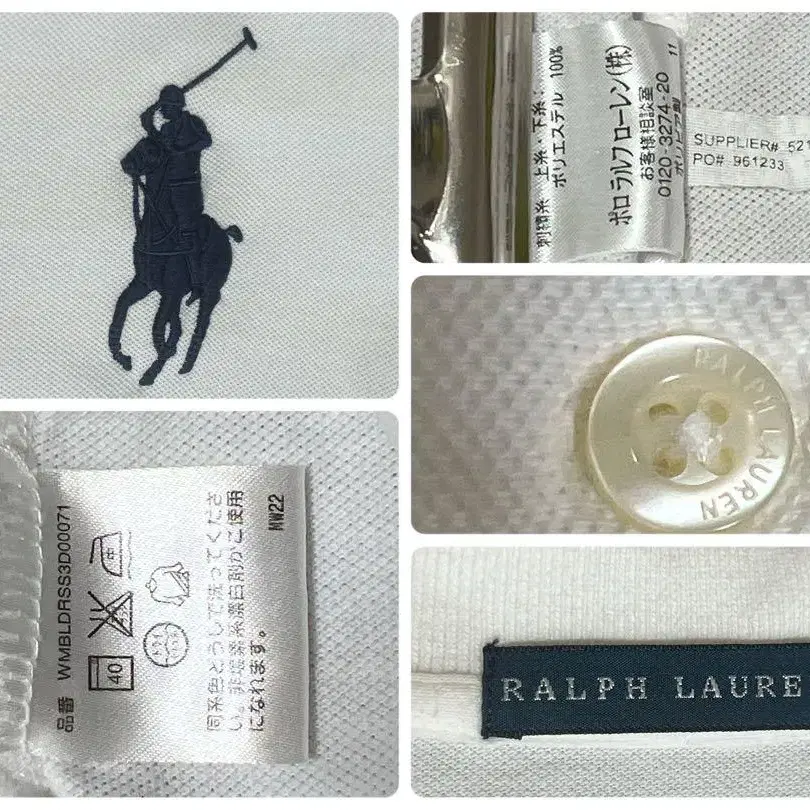 刺繍糸 上糸・下糸:
ポリエステル 100%
ポロ ラルフ ローレン(株)
お客様相談室
0120-3274-20
11
SUPPLIER# 521
PO# 961233
RALPH LAUREN
品番 WMBLDRSS3D00071
40
中
同系色どうしで洗ってくださ
い。非塩素系漂白剤がご使用
になれます。
MW22
RALPH LAURE